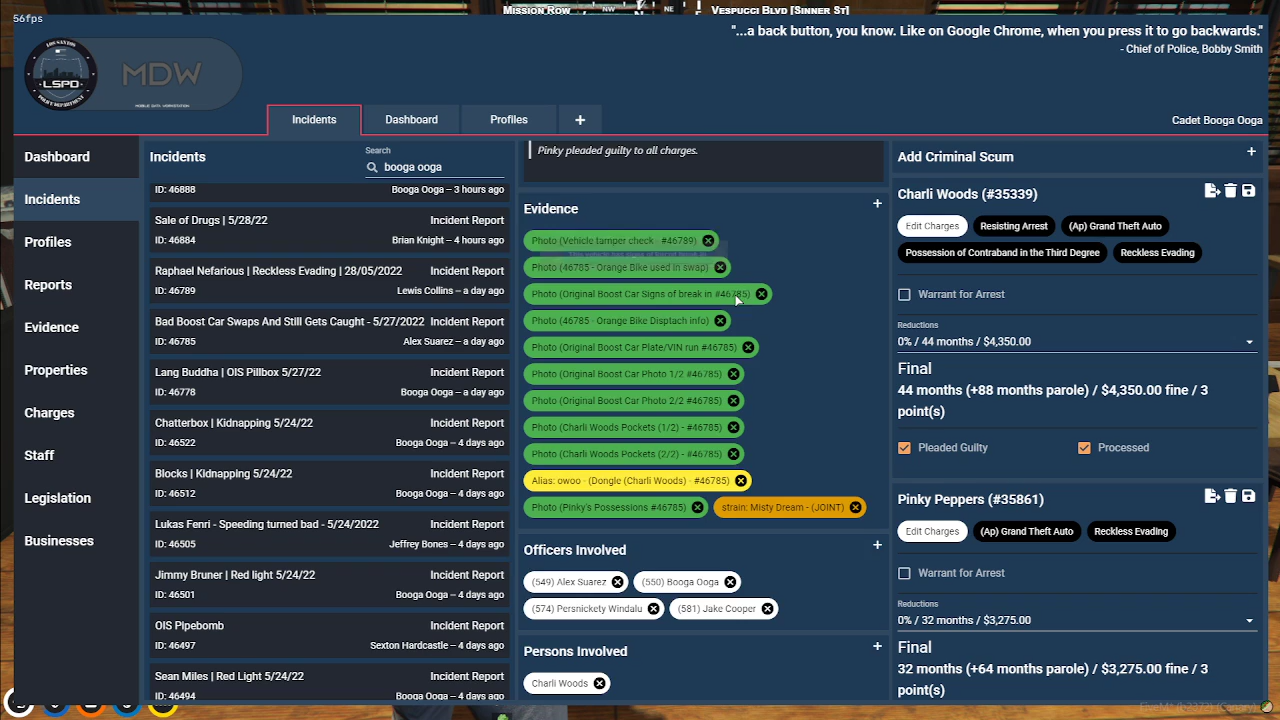 56fps
Mission Row
NW
NE
Vespucci Blvd [Sinner St]
"...a back button, you know. Like on Google Chrome, when you press it to go backwards."
- Chief of Police, Bobby Smith
LOS SANTOS
LSPD
POLICE DEPARTMENT
MDW
MOBILE DATA WORKSTATION
Incidents
Dashboard
Profiles
+
Cadet Booga Ooga
Dashboard
Incidents
Profiles
Reports
Evidence
Properties
Charges
Staff
Legislation
Businesses
Incidents
Search
booga ooga
ID: 46888
Booga Ooga – 3 hours ago
Sale of Drugs | 5/28/22
Incident Report
ID: 46884
Brian Knight – 4 hours ago
Raphael Nefarious | Reckless Evading | 28/05/2022
Incident Report
ID: 46789
Lewis Collins – a day ago
Bad Boost Car Swaps And Still Gets Caught - 5/27/2022
Incident Report
ID: 46785
Alex Suarez – a day ago
Lang Buddha | OIS Pillbox 5/27/22
Incident Report
ID: 46778
Booga Ooga – a day ago
Chatterbox | Kidnapping 5/24/22
Incident Report
ID: 46522
Booga Ooga – 4 days ago
Blocks | Kidnapping 5/24/22
Incident Report
ID: 46512
Booga Ooga – 4 days ago
Lukas Fenri - Speeding turned bad - 5/24/2022
Incident Report
ID: 46505
Jeffrey Bones – 4 days ago
Jimmy Bruner | Red light 5/24/22
Incident Report
ID: 46501
Booga Ooga – 4 days ago
OIS Pipebomb
Incident Report
ID: 46497
Sexton Hardcastle – 4 days ago
Sean Miles | Red Light 5/24/22
Incident Report
ID: 46494
Booga Ooga – 4 days ago
Pinky pleaded guilty to all charges.
Evidence
+
Photo (Vehicle tamper check - #46789)
Photo (46785 - Orange Bike used in swap)
Photo (Original Boost Car Signs of break in #46785)
Photo (46785 - Orange Bike Disptach info)
Photo (Original Boost Car Plate/VIN run #46785)
Photo (Original Boost Car Photo 1/2 #46785)
Photo (Original Boost Car Photo 2/2 #46785)
Photo (Charli Woods Pockets (1/2) - #46785)
Photo (Charli Woods Pockets (2/2) - #46785)
Alias: owoo - (Dongle (Charli Woods) - #46785)
Photo (Pinky's Possessions #46785)
strain: Misty Dream - (JOINT)
Officers Involved
+
(549) Alex Suarez
(550) Booga Ooga
(574) Persnickety Windalu
(581) Jake Cooper
Persons Involved
+
Charli Woods
Add Criminal Scum
+
Charli Woods (#35339)
Edit Charges
Resisting Arrest
(Ap) Grand Theft Auto
Possession of Contraband in the Third Degree
Reckless Evading
Warrant for Arrest
Reductions
0% / 44 months / $4,350.00
Final
44 months (+88 months parole) / $4,350.00 fine / 3
point(s)
Pleaded Guilty
Processed
Pinky Peppers (#35861)
Edit Charges
(Ap) Grand Theft Auto
Reckless Evading
Warrant for Arrest
Reductions
0% / 32 months / $3,275.00
Final
32 months (+64 months parole) / $3,275.00 fine / 3
point(s)